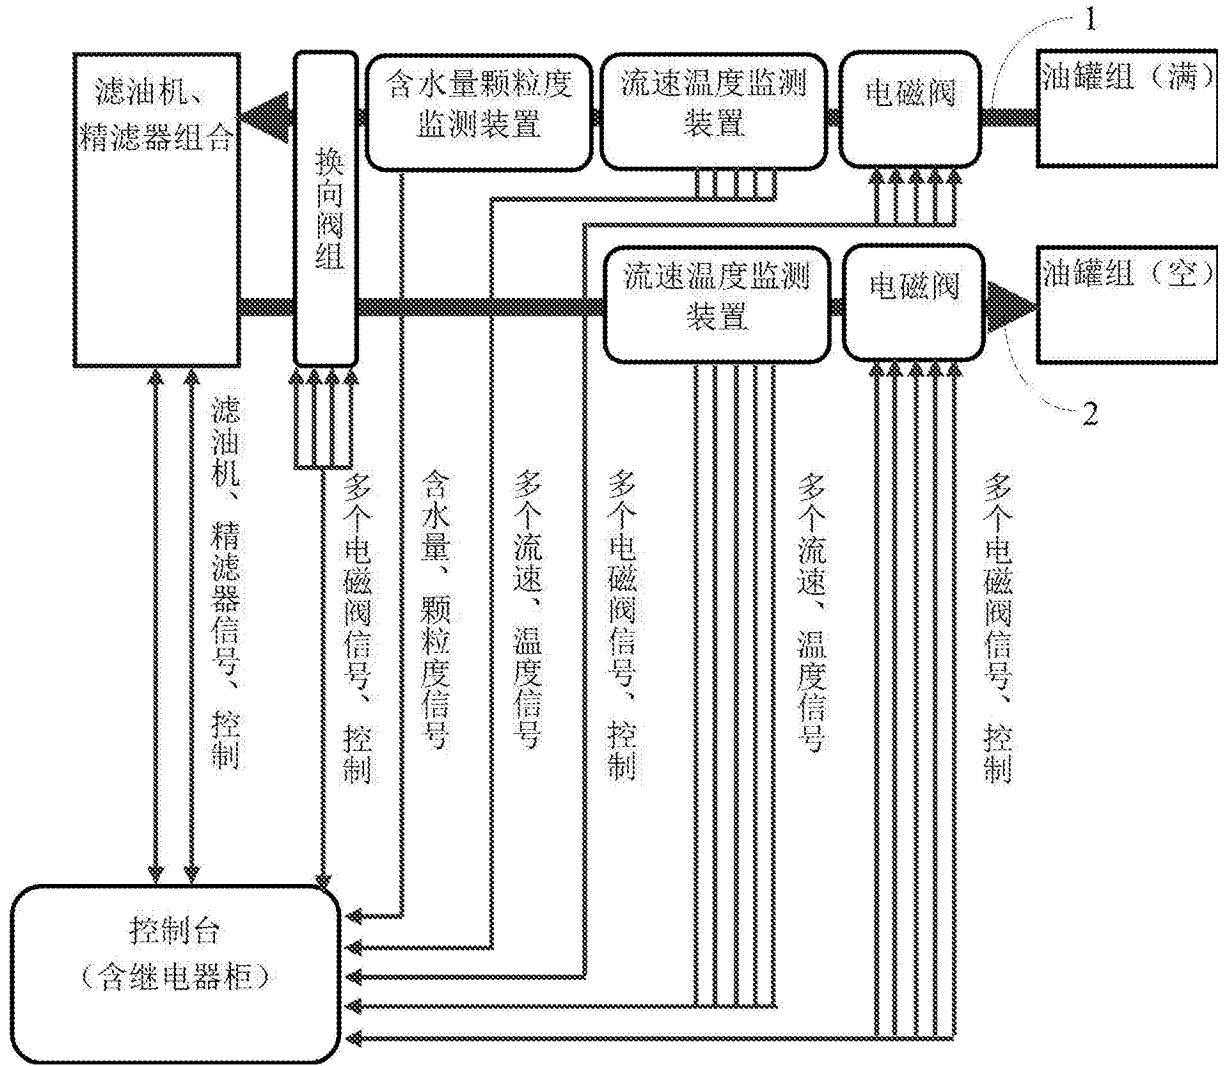 1
滤油机、
精滤器组合
换向阀组
含水量颗粒度
监测装置
流速温度监测
装置
电磁阀
油罐组（满）
流速温度监测
装置
电磁阀
油罐组（空）
2
滤油机、精滤器信号、控制
多个电磁阀信号、控制
含水量、颗粒度信号
多个流速、温度信号
多个电磁阀信号、控制
多个流速、温度信号
多个电磁阀信号、控制
控制台
（含继电器柜）